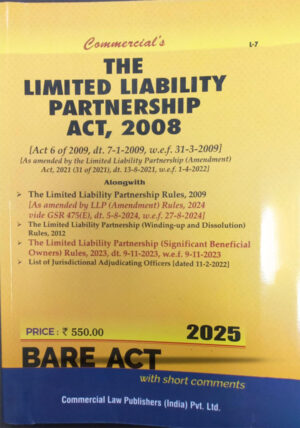 Commercial's
L-7
THE
LIMITED LIABILITY
PARTNERSHIP
ACT, 2008
[Act 6 of 2009, dt. 7-1-2009, w.e.f. 31-3-2009]
[As amended by the Limited Liability Partnership (Amendment)
Act, 2021 (31 of 2021), dt. 13-8-2021, w.e.f. 1-4-2022]
Alongwith
➤ The Limited Liability Partnership Rules, 2009
[As amended by LLP (Amendment) Rules, 2024
vide GSR 475(E), dt. 5-8-2024, w.e.f. 27-8-2024]
➤ The Limited Liability Partnership (Winding-up and Dissolution)
Rules, 2012
➤ The Limited Liability Partnership (Significant Beneficial
Owners) Rules, 2023, dt. 9-11-2023, w.e.f. 9-11-2023
➤ List of Jurisdictional Adjudicating Officers [dated 11-2-2022]
PRICE : ₹ 550.00
2025
BARE ACT
with short comments
Commercial Law Publishers (India) Pvt. Ltd.